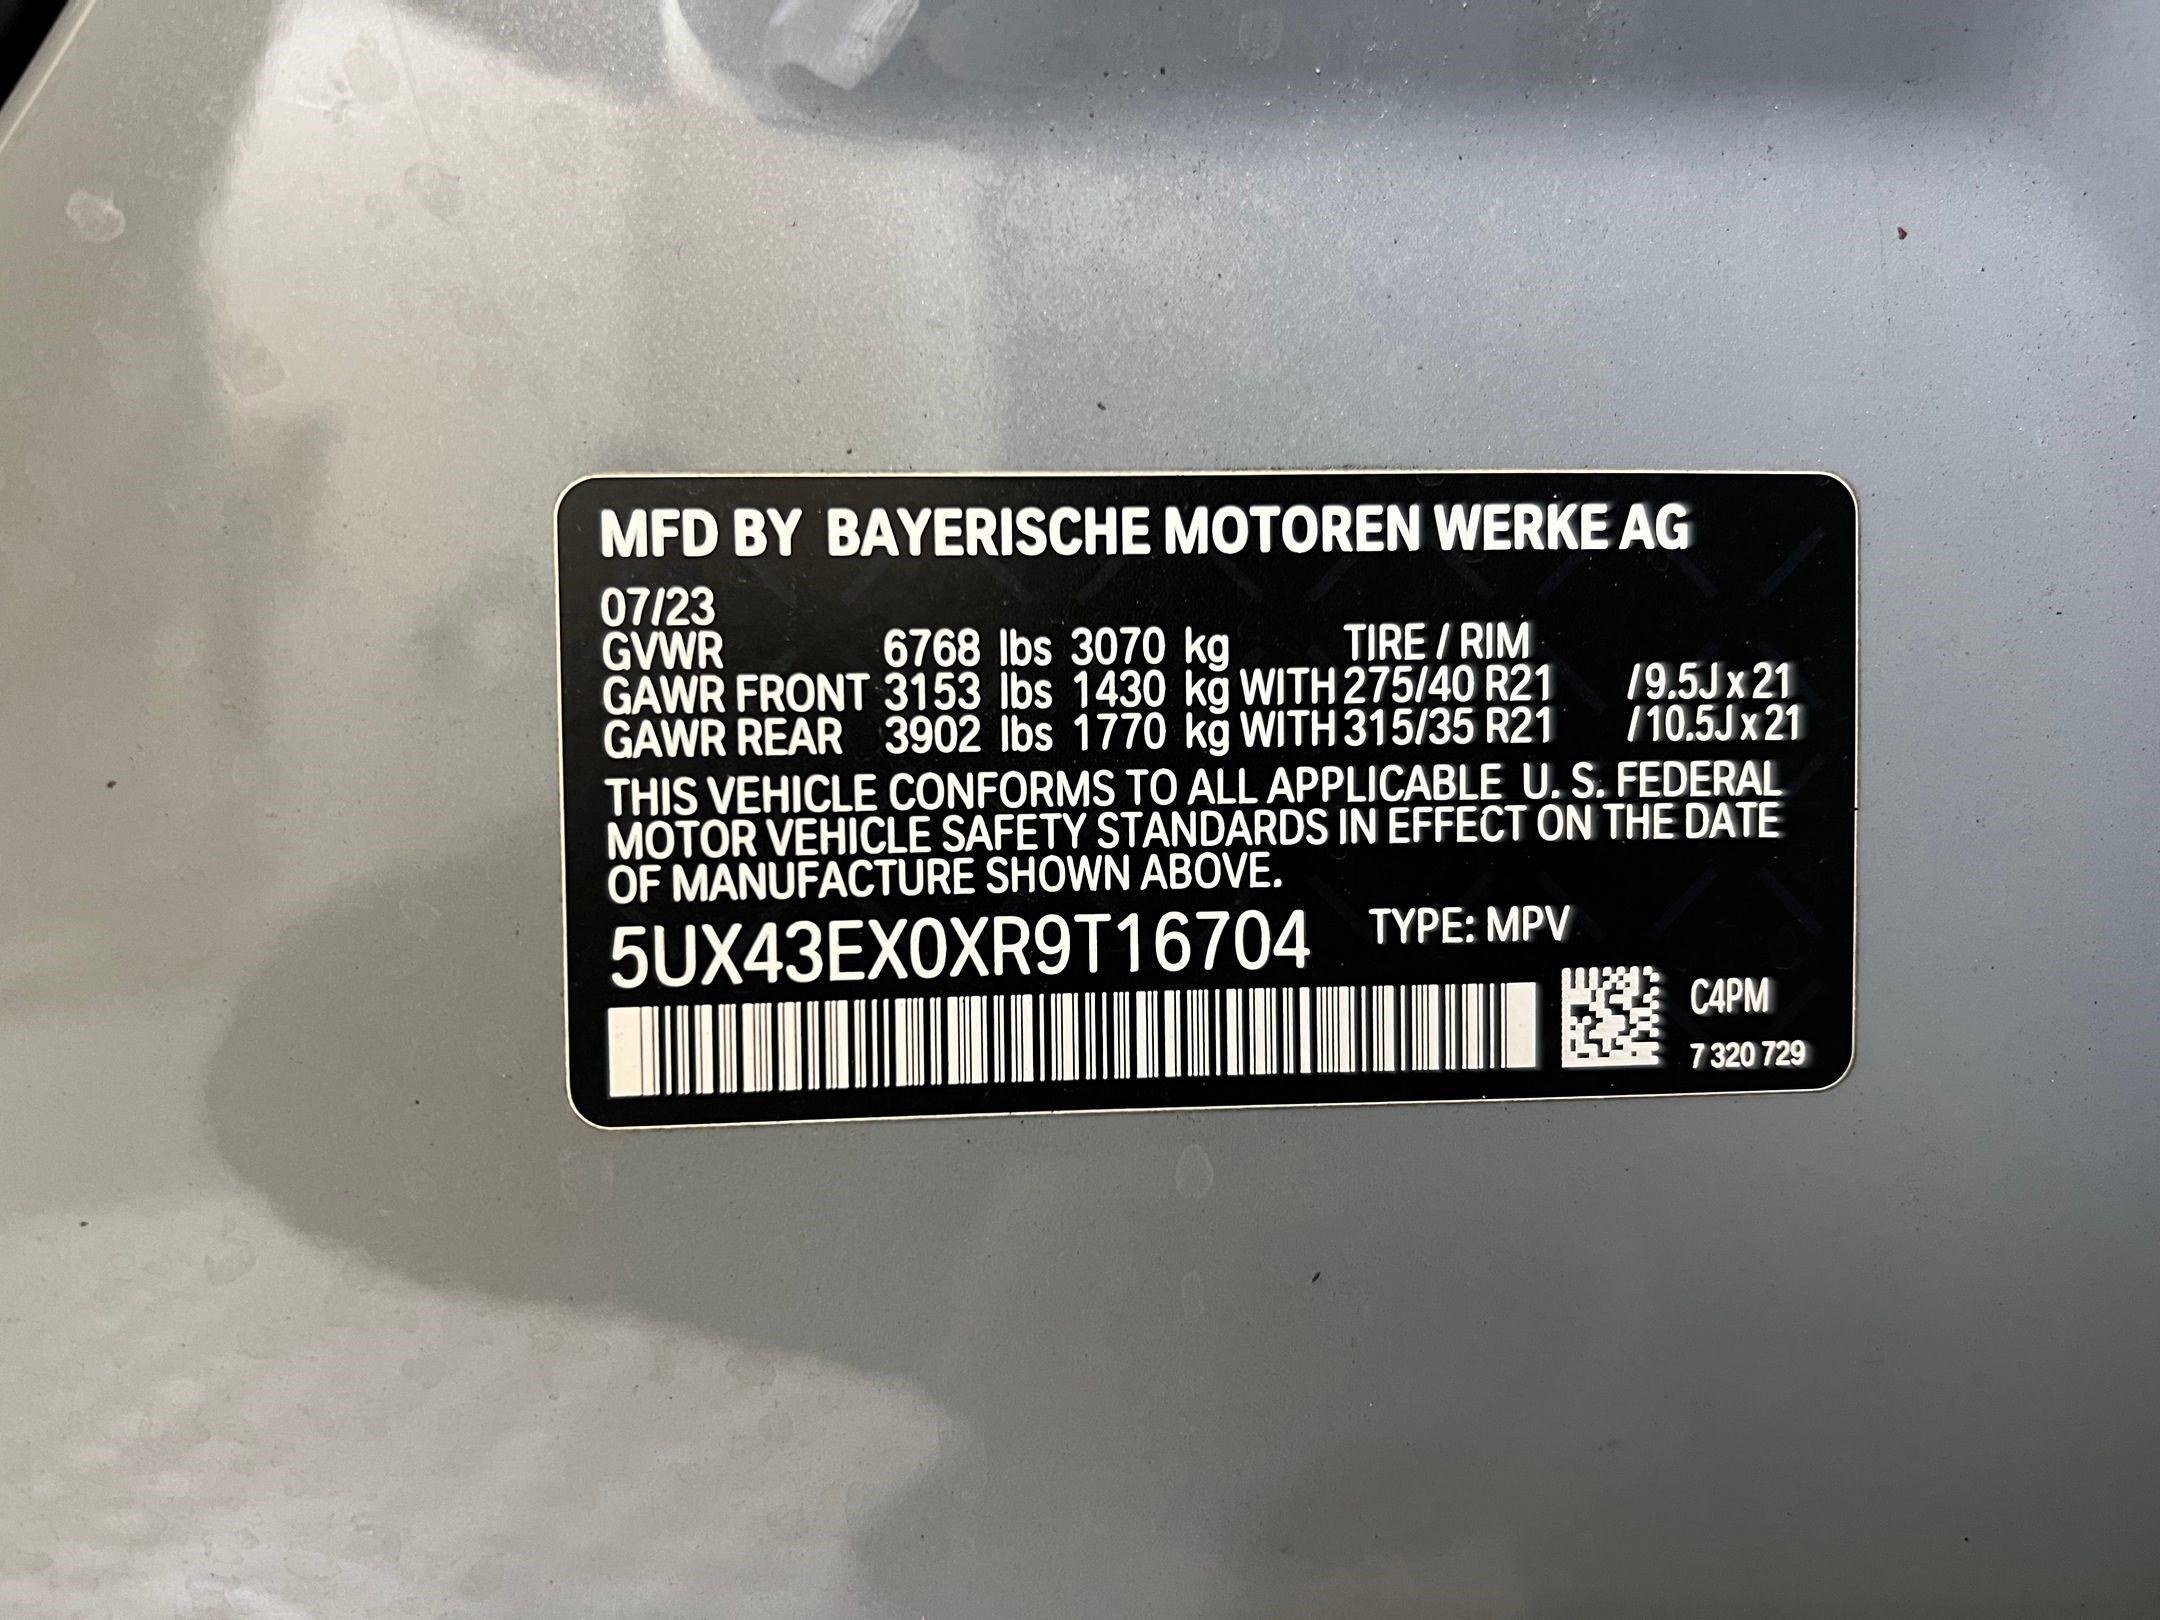 MFD BY BAYERISCHE MOTOREN WERKE AG
07/23
GVWR 6768 lbs 3070 kg TIRE / RIM
GAWR FRONT 3153 lbs 1430 kg WITH 275/40 R21 /9.5J x 21
GAWR REAR 3902 lbs 1770 kg WITH 315/35 R21 /10.5J x 21
THIS VEHICLE CONFORMS TO ALL APPLICABLE U. S. FEDERAL
MOTOR VEHICLE SAFETY STANDARDS IN EFFECT ON THE DATE
OF MANUFACTURE SHOWN ABOVE.
5UX43EX0XR9T16704 TYPE: MPV
C4PM
7 320 729